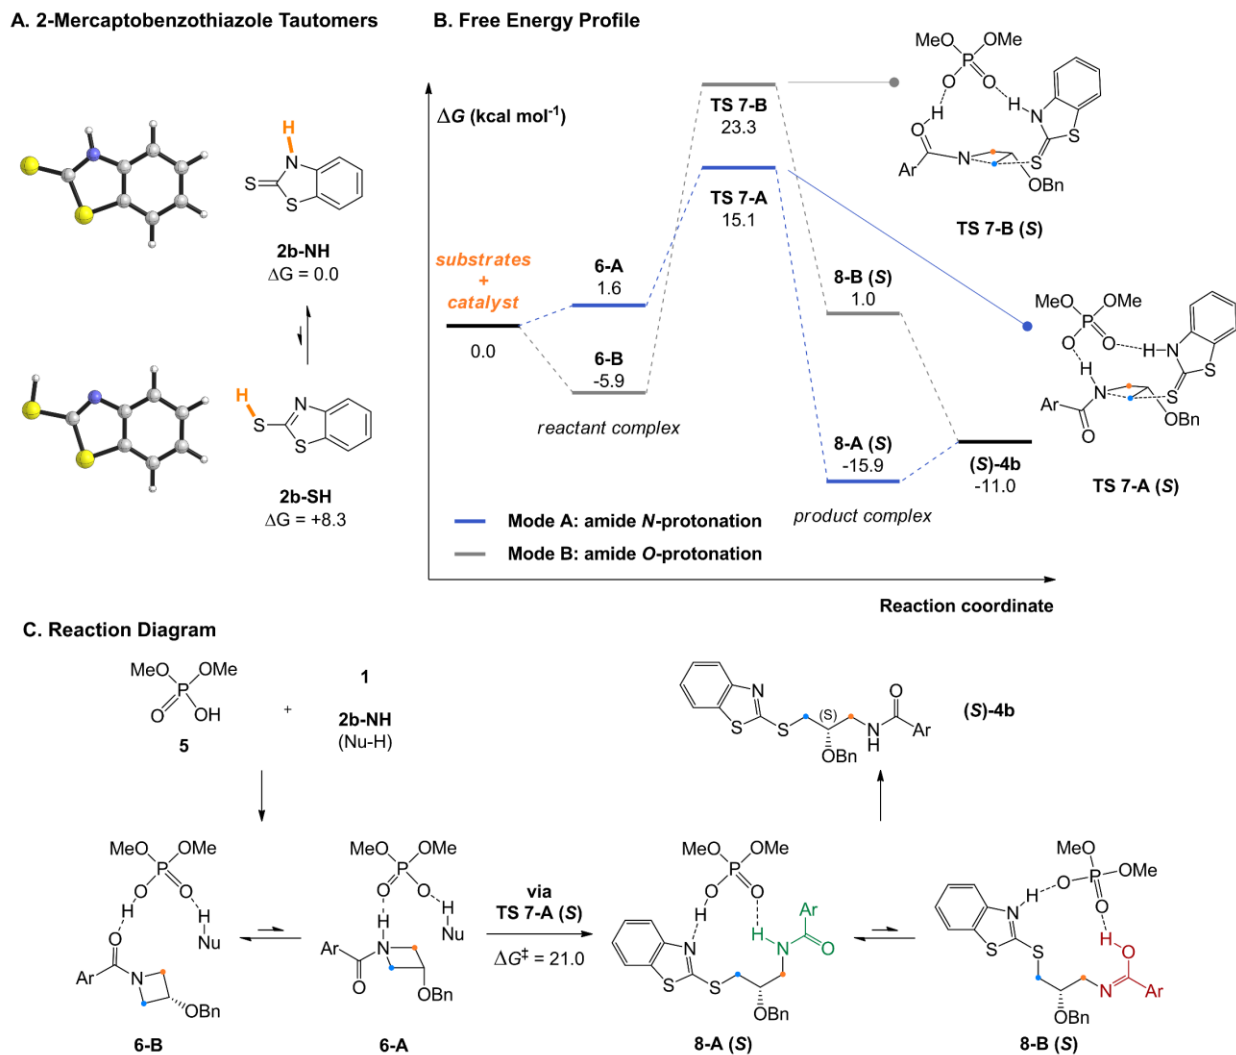 A. 2-Mercaptobenzothiazole Tautomers
H
N
S
S
2b-NH
ΔG = 0.0
H
S
N
S
2b-SH
ΔG = +8.3
B. Free Energy Profile
ΔG (kcal mol⁻¹)
substrates
+
catalyst
0.0
6-A
1.6
6-B
-5.9
reactant complex
TS 7-B
23.3
TS 7-A
15.1
8-B (S)
1.0
8-A (S)
-15.9
product complex
(S)-4b
-11.0
Mode A: amide N-protonation
Mode B: amide O-protonation
Reaction coordinate
MeO OMe
P
O O
H H N
O S
Ar N S
OBn
TS 7-B (S)
MeO OMe
P
O O H N
H S
N S
Ar OBn
O
TS 7-A (S)
C. Reaction Diagram
MeO OMe
P
O OH
5
+
1
2b-NH
(Nu-H)
N O
S S (S) N Ar
H
OBn
(S)-4b
MeO OMe
P
O O
H H
O Nu
Ar N
OBn
6-B
MeO OMe
P
O O
H H
Nu
Ar N
O OBn
6-A
via
TS 7-A (S)
ΔG‡ = 21.0
MeO OMe
P
O O Ar
H H
N N O
S S
OBn
8-A (S)
MeO
OMe
H O P
N O
S H
S O
N Ar
OBn
8-B (S)